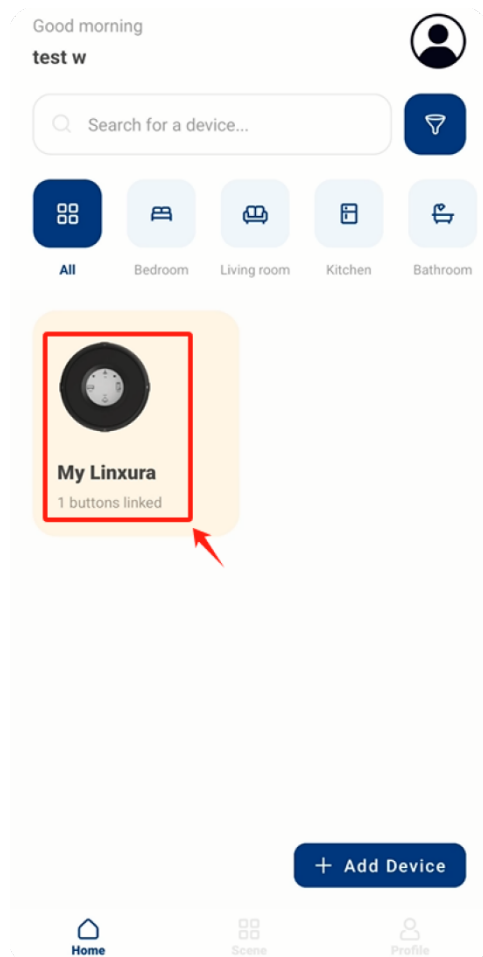 Good morning
test w
Search for a device...
All
Bedroom
Living room
Kitchen
Bathroom
My Linxura
1 buttons linked
+ Add Device
Home
Scene
Profile